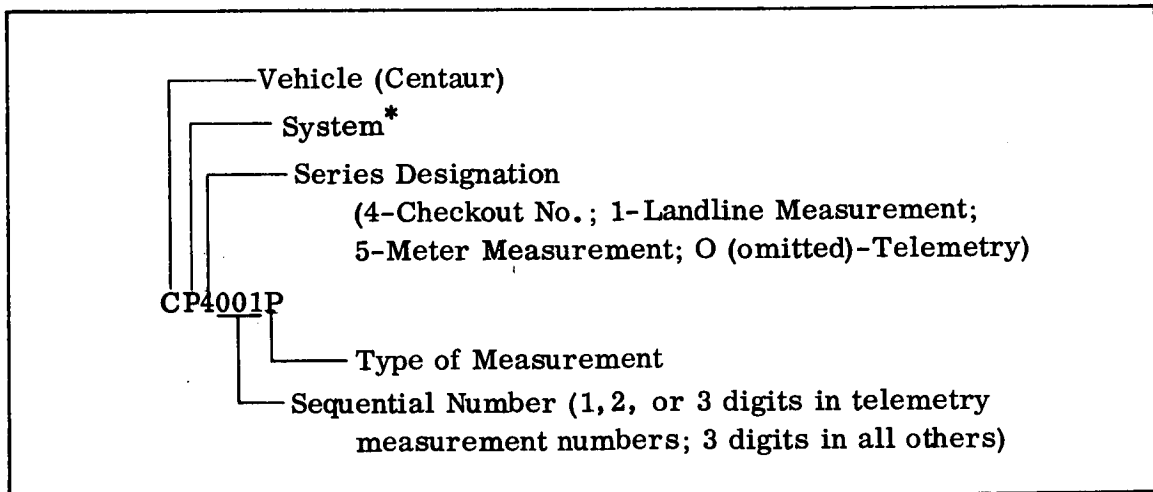 Vehicle (Centaur)
System*
Series Designation
(4-Checkout No.; 1-Landline Measurement;
5-Meter Measurement; O (omitted)-Telemetry)
CP4001P
Type of Measurement
Sequential Number (1, 2, or 3 digits in telemetry
measurement numbers; 3 digits in all others)